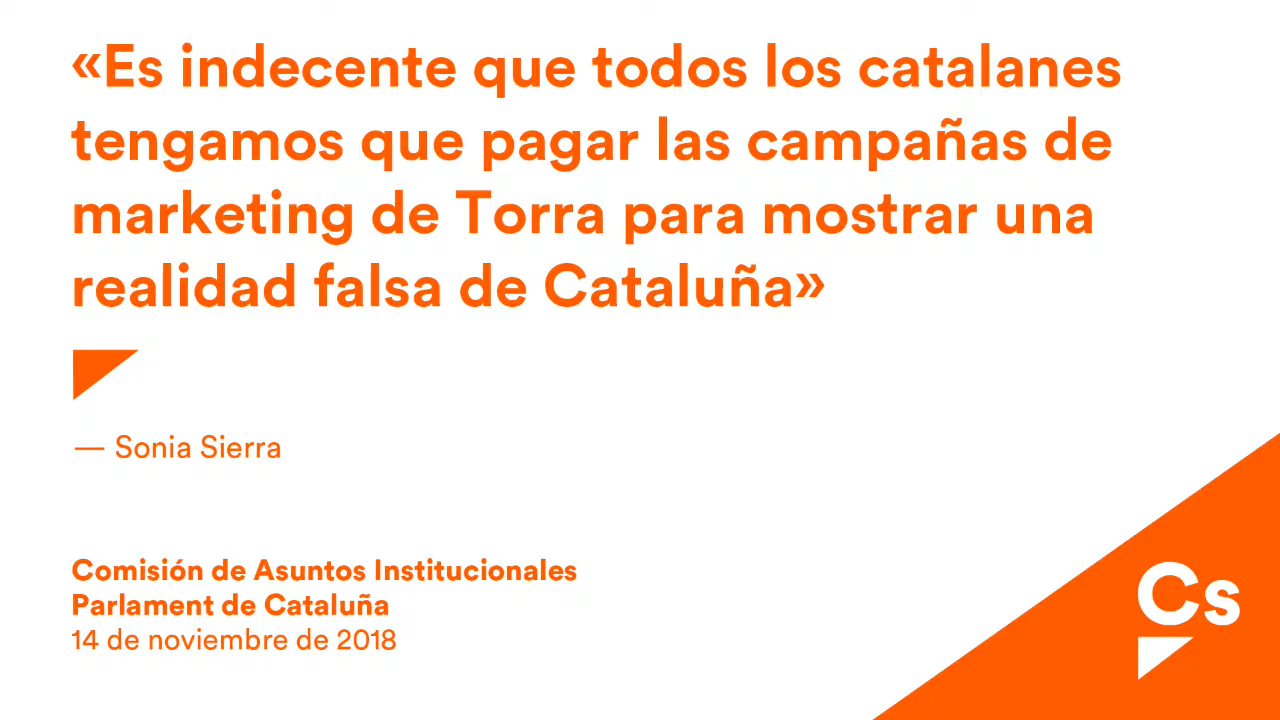 «Es indecente que todos los catalanes
tengamos que pagar las campañas de
marketing de Torra para mostrar una
realidad falsa de Cataluña»
— Sonia Sierra
Comisión de Asuntos Institucionales
Parlament de Cataluña
14 de noviembre de 2018
Cs